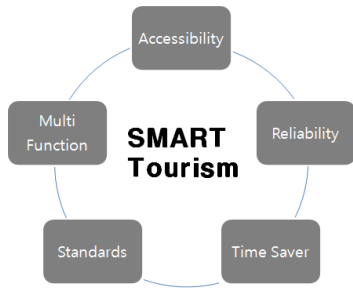 Accessibility
Multi
Function
SMART
Tourism
Reliability
Standards
Time Saver